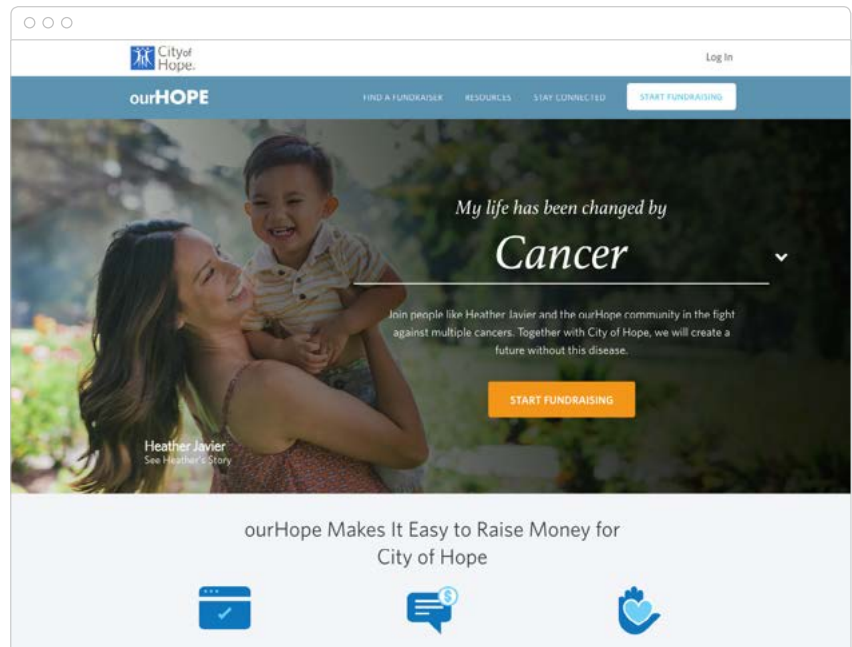 Cityof
Hope.
Log In
ourHOPE
FIND A FUNDRAISER RESOURCES STAY CONNECTED START FUNDRAISING
My life has been changed by
Cancer
Join people like Heather Javier and the ourHope community in the fight
against multiple cancers. Together with City of Hope, we will create a
future without this disease.
START FUNDRAISING
Heather Javier
See Heather's Story
ourHope Makes It Easy to Raise Money for
City of Hope
$